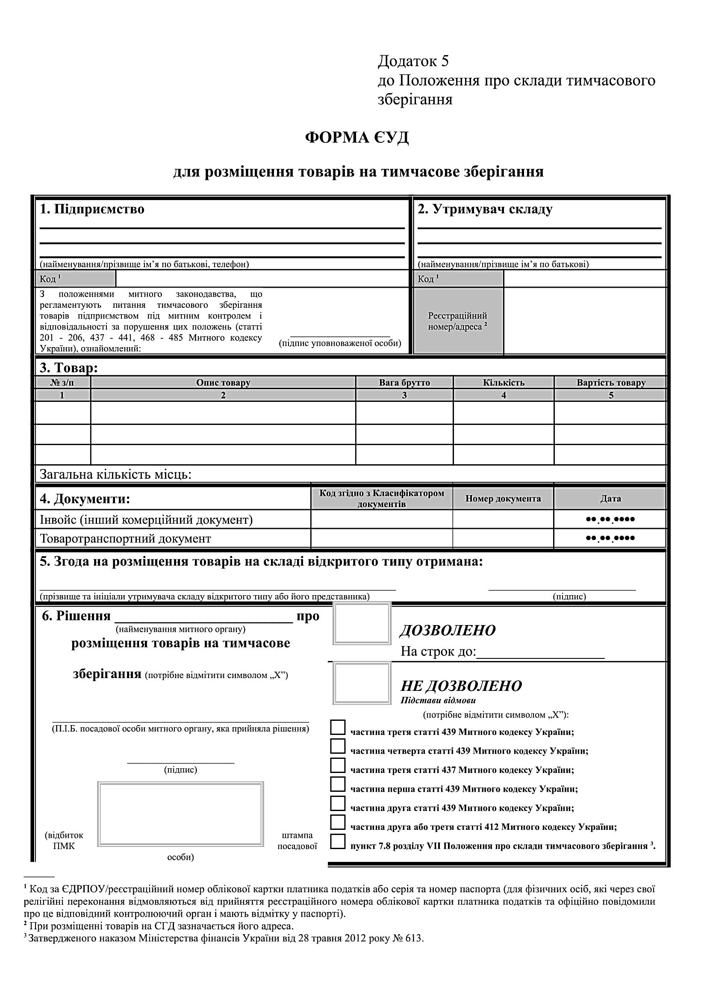 Додаток 5
до Положення про склади тимчасового
зберігання
ФОРМА ЄУД
для розміщення товарів на тимчасове зберігання
1. Підприємство
(найменування/прізвище ім’я по батькові, телефон)
Код ¹
З положеннями митного законодавства, що
регламентують питання тимчасового зберігання
товарів підприємством під митним контролем і
відповідальності за порушення цих положень (статті
201 - 206, 437 - 441, 468 - 485 Митного кодексу
України), ознайомлений:
(підпис уповноваженої особи)
2. Утримувач складу
(найменування/прізвище ім’я по батькові)
Код ¹
Реєстраційний
номер/адреса ²
3. Товар:
№ з/п Опис товару Вага брутто Кількість Вартість товару
1 2 3 4 5
Загальна кількість місць:
4. Документи:
Код згідно з Класифікатором
документів
Номер документа
Дата
Інвойс (інший комерційний документ) ••.••.••••
Товаротранспортний документ ••.••.••••
5. Згода на розміщення товарів на складі відкритого типу отримана:
(прізвище та ініціали утримувача складу відкритого типу або його представника) (підпис)
6. Рішення _________________________ про
(найменування митного органу)
розміщення товарів на тимчасове
зберігання (потрібне відмітити символом „Х”)
(П.І.Б. посадової особи митного органу, яка прийняла рішення)
(підпис)
(відбиток штампа
ПМК посадової
особи)
ДОЗВОЛЕНО
На строк до:__________________
НЕ ДОЗВОЛЕНО
Підстави відмови
(потрібне відмітити символом „Х”):
частина третя статті 439 Митного кодексу України;
частина четверта статті 439 Митного кодексу України;
частина третя статті 437 Митного кодексу України;
частина перша статті 439 Митного кодексу України;
частина друга статті 439 Митного кодексу України;
частина друга або третя статті 412 Митного кодексу України;
пункт 7.8 розділу VII Положення про склади тимчасового зберігання ³.
¹ Код за ЄДРПОУ/реєстраційний номер облікової картки платника податків або серія та номер паспорта (для фізичних осіб, які через свої
релігійні переконання відмовляються від прийняття реєстраційного номера облікової картки платника податків та офіційно повідомили
про це відповідний контролюючий орган і мають відмітку у паспорті).
² При розміщенні товарів на СГД зазначається його адреса.
³ Затвердженого наказом Міністерства фінансів України від 28 травня 2012 року № 613.